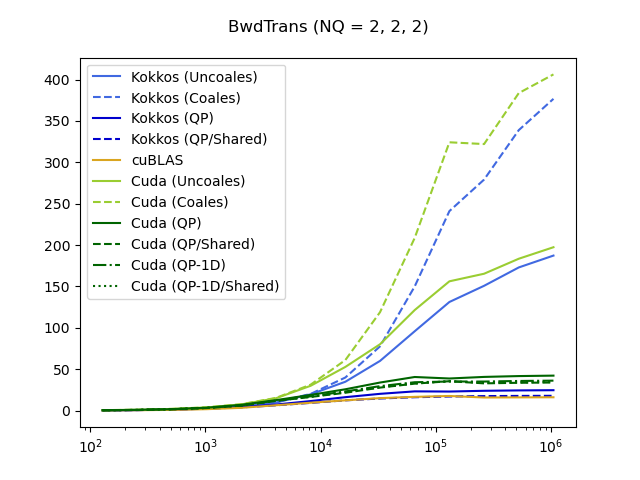 BwdTrans (NQ = 2, 2, 2)
400
350
300
250
200
150
100
50
0
Kokkos (Uncoales)
Kokkos (Coales)
Kokkos (QP)
Kokkos (QP/Shared)
cuBLAS
Cuda (Uncoales)
Cuda (Coales)
Cuda (QP)
Cuda (QP/Shared)
Cuda (QP-1D)
Cuda (QP-1D/Shared)
10² 10³ 10⁴ 10⁵ 10⁶